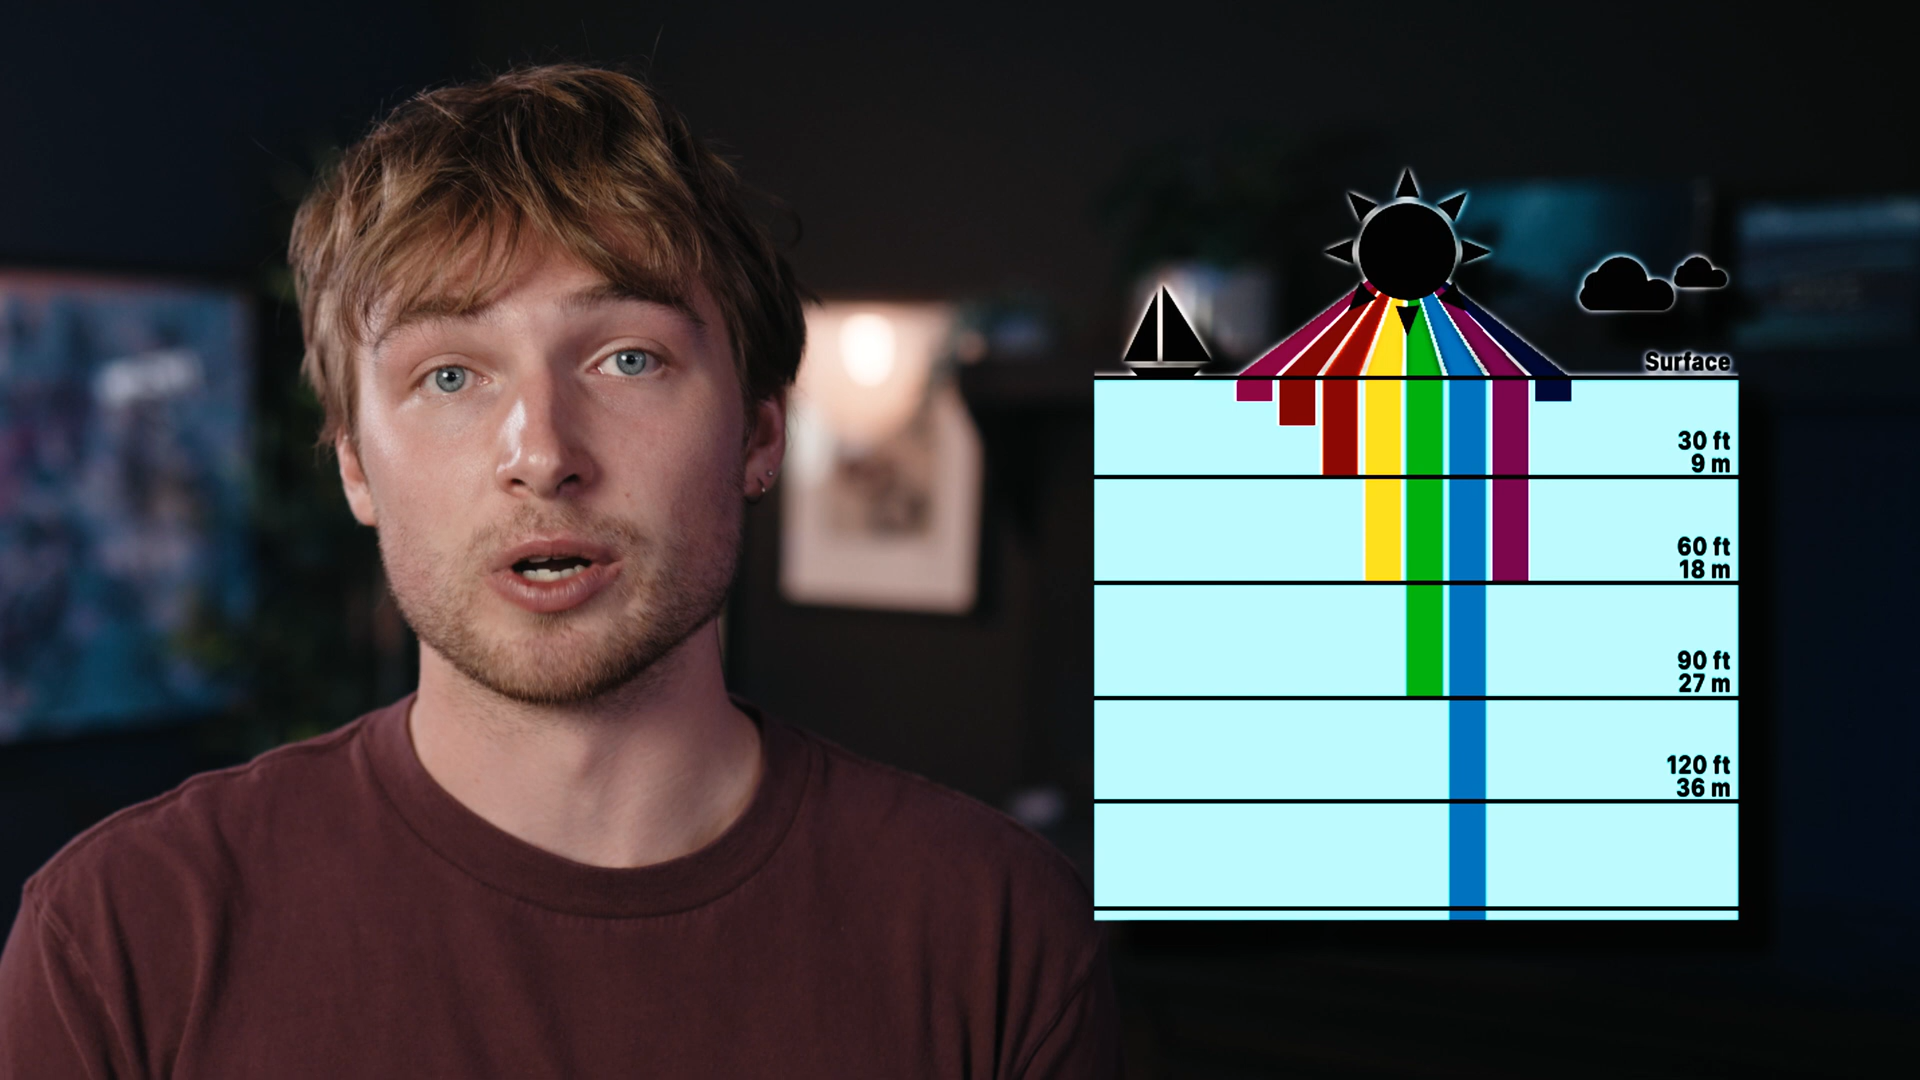 Surface
30 ft
9 m
60 ft
18 m
90 ft
27 m
120 ft
36 m